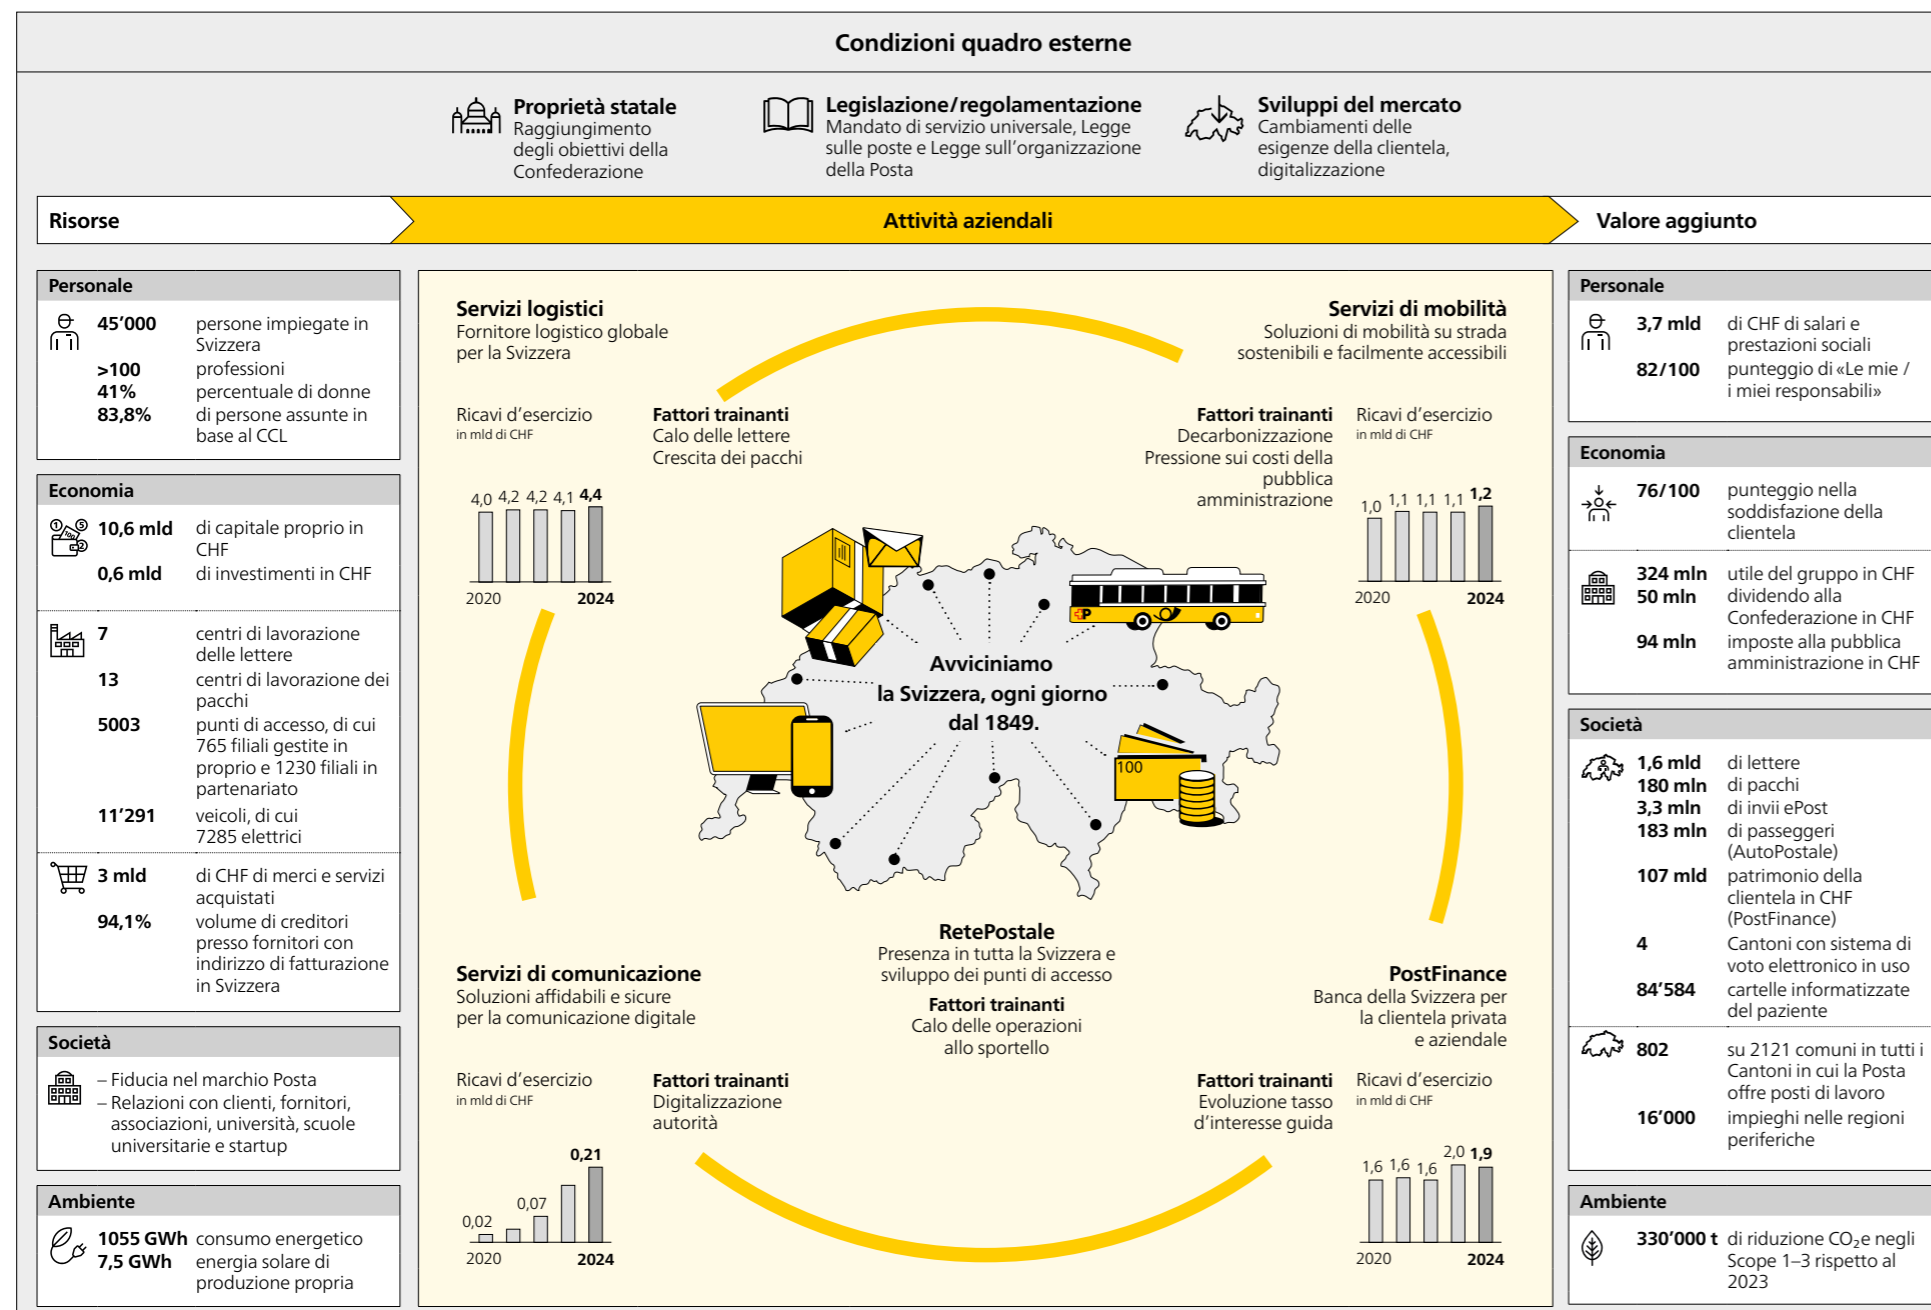 Condizioni quadro esterne
Proprietà statale
Raggiungimento
degli obiettivi della
Confederazione
Legislazione/regolamentazione
Mandato di servizio universale, Legge
sulle poste e Legge sull’organizzazione
della Posta
Sviluppi del mercato
Cambiamenti delle
esigenze della clientela,
digitalizzazione
Risorse
Attività aziendali
Valore aggiunto
Personale
45’000 persone impiegate in
Svizzera
>100 professioni
41% percentuale di donne
83,8% di persone assunte in
base al CCL
Economia
10,6 mld di capitale proprio in
CHF
0,6 mld di investimenti in CHF
7 centri di lavorazione
delle lettere
13 centri di lavorazione dei
pacchi
5003 punti di accesso, di cui
765 filiali gestite in
proprio e 1230 filiali in
partenariato
11’291 veicoli, di cui
7285 elettrici
3 mld di CHF di merci e servizi
acquistati
94,1% volume di creditori
presso fornitori con
indirizzo di fatturazione
in Svizzera
Società
– Fiducia nel marchio Posta
– Relazioni con clienti, fornitori,
associazioni, università, scuole
universitarie e startup
Ambiente
1055 GWh consumo energetico
7,5 GWh energia solare di
produzione propria
Servizi logistici
Fornitore logistico globale
per la Svizzera
Ricavi d’esercizio
in mld di CHF
4,0 4,2 4,2 4,1 4,4
2020 2024
Fattori trainanti
Calo delle lettere
Crescita dei pacchi
Servizi di mobilità
Soluzioni di mobilità su strada
sostenibili e facilmente accessibili
Fattori trainanti
Decarbonizzazione
Pressione sui costi della
pubblica
amministrazione
Ricavi d’esercizio
in mld di CHF
1,0 1,1 1,1 1,1 1,2
2020 2024
P
Avviciniamo
la Svizzera, ogni giorno
dal 1849.
100
RetePostale
Presenza in tutta la Svizzera e
sviluppo dei punti di accesso
Fattori trainanti
Calo delle operazioni
allo sportello
Servizi di comunicazione
Soluzioni affidabili e sicure
per la comunicazione digitale
Ricavi d’esercizio
in mld di CHF
0,02 0,07 0,21
2020 2024
Fattori trainanti
Digitalizzazione
autorità
PostFinance
Banca della Svizzera per
la clientela privata
e aziendale
Fattori trainanti
Evoluzione tasso
d’interesse guida
Ricavi d’esercizio
in mld di CHF
1,6 1,6 1,6 2,0 1,9
2020 2024
Personale
3,7 mld di CHF di salari e
prestazioni sociali
82/100 punteggio di «Le mie /
i miei responsabili»
Economia
76/100 punteggio nella
soddisfazione della
clientela
324 mln utile del gruppo in CHF
50 mln dividendo alla
Confederazione in CHF
94 mln imposte alla pubblica
amministrazione in CHF
Società
1,6 mld di lettere
180 mln di pacchi
3,3 mln di invii ePost
183 mln di passeggeri
(AutoPostale)
107 mld patrimonio della
clientela in CHF
(PostFinance)
4 Cantoni con sistema di
voto elettronico in uso
84’584 cartelle informatizzate
del paziente
802 su 2121 comuni in tutti i
Cantoni in cui la Posta
offre posti di lavoro
16’000 impieghi nelle regioni
periferiche
Ambiente
330’000 t di riduzione CO₂e negli
Scope 1–3 rispetto al
2023